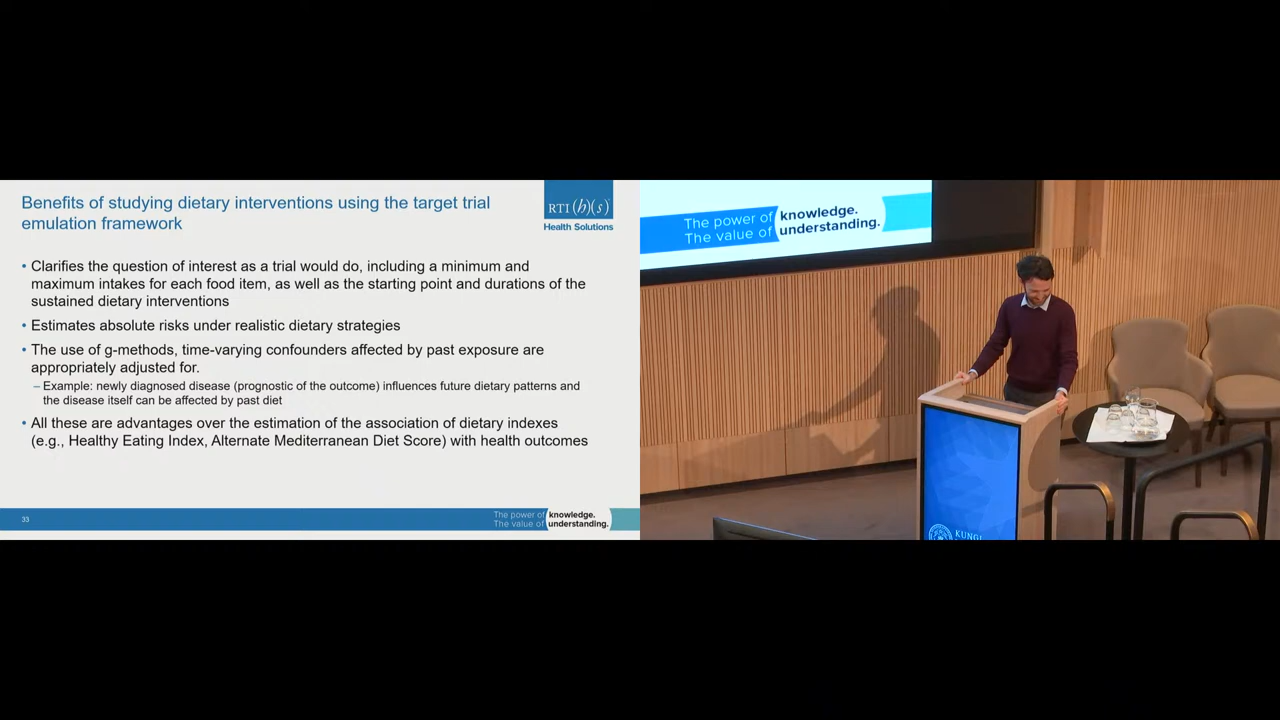 Benefits of studying dietary interventions using the target trial
emulation framework
RTI (h)(s)
Health Solutions
• Clarifies the question of interest as a trial would do, including a minimum and
maximum intakes for each food item, as well as the starting point and durations of the
sustained dietary interventions
• Estimates absolute risks under realistic dietary strategies
• The use of g-methods, time-varying confounders affected by past exposure are
appropriately adjusted for.
– Example: newly diagnosed disease (prognostic of the outcome) influences future dietary patterns and
the disease itself can be affected by past diet
• All these are advantages over the estimation of the association of dietary indexes
(e.g., Healthy Eating Index, Alternate Mediterranean Diet Score) with health outcomes
33
The power of knowledge.
The value of understanding.
The power of knowledge.
The value of understanding.
KUNGL